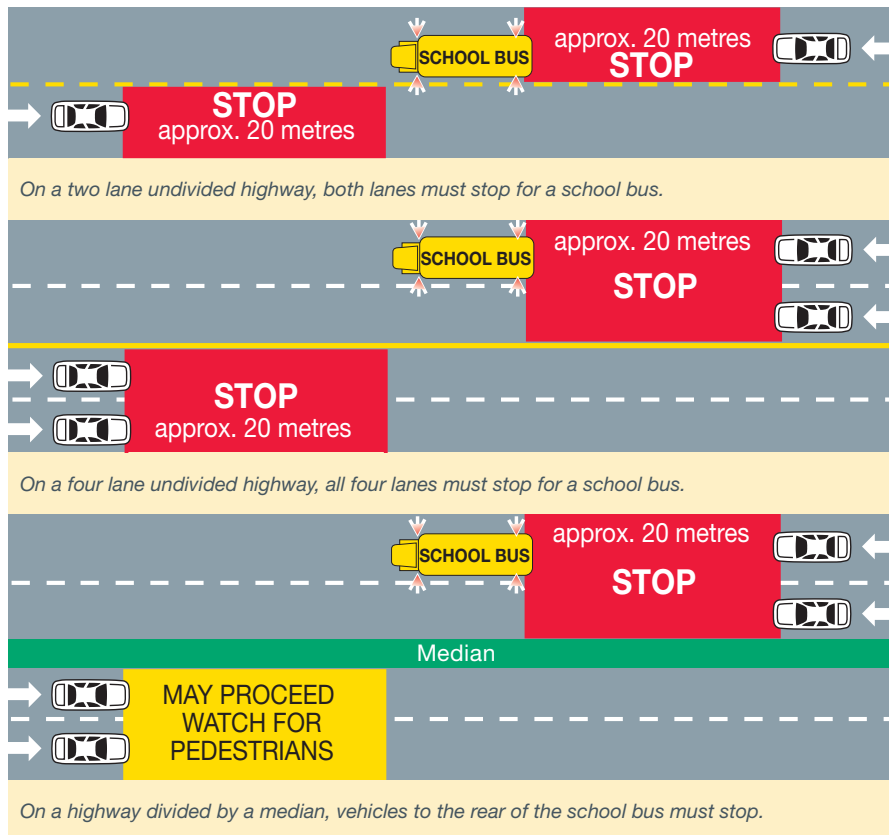 SCHOOL BUS
approx. 20 metres
STOP
STOP
approx. 20 metres
On a two lane undivided highway, both lanes must stop for a school bus.
SCHOOL BUS
approx. 20 metres
STOP
STOP
approx. 20 metres
On a four lane undivided highway, all four lanes must stop for a school bus.
SCHOOL BUS
approx. 20 metres
STOP
Median
MAY PROCEED
WATCH FOR
PEDESTRIANS
On a highway divided by a median, vehicles to the rear of the school bus must stop.